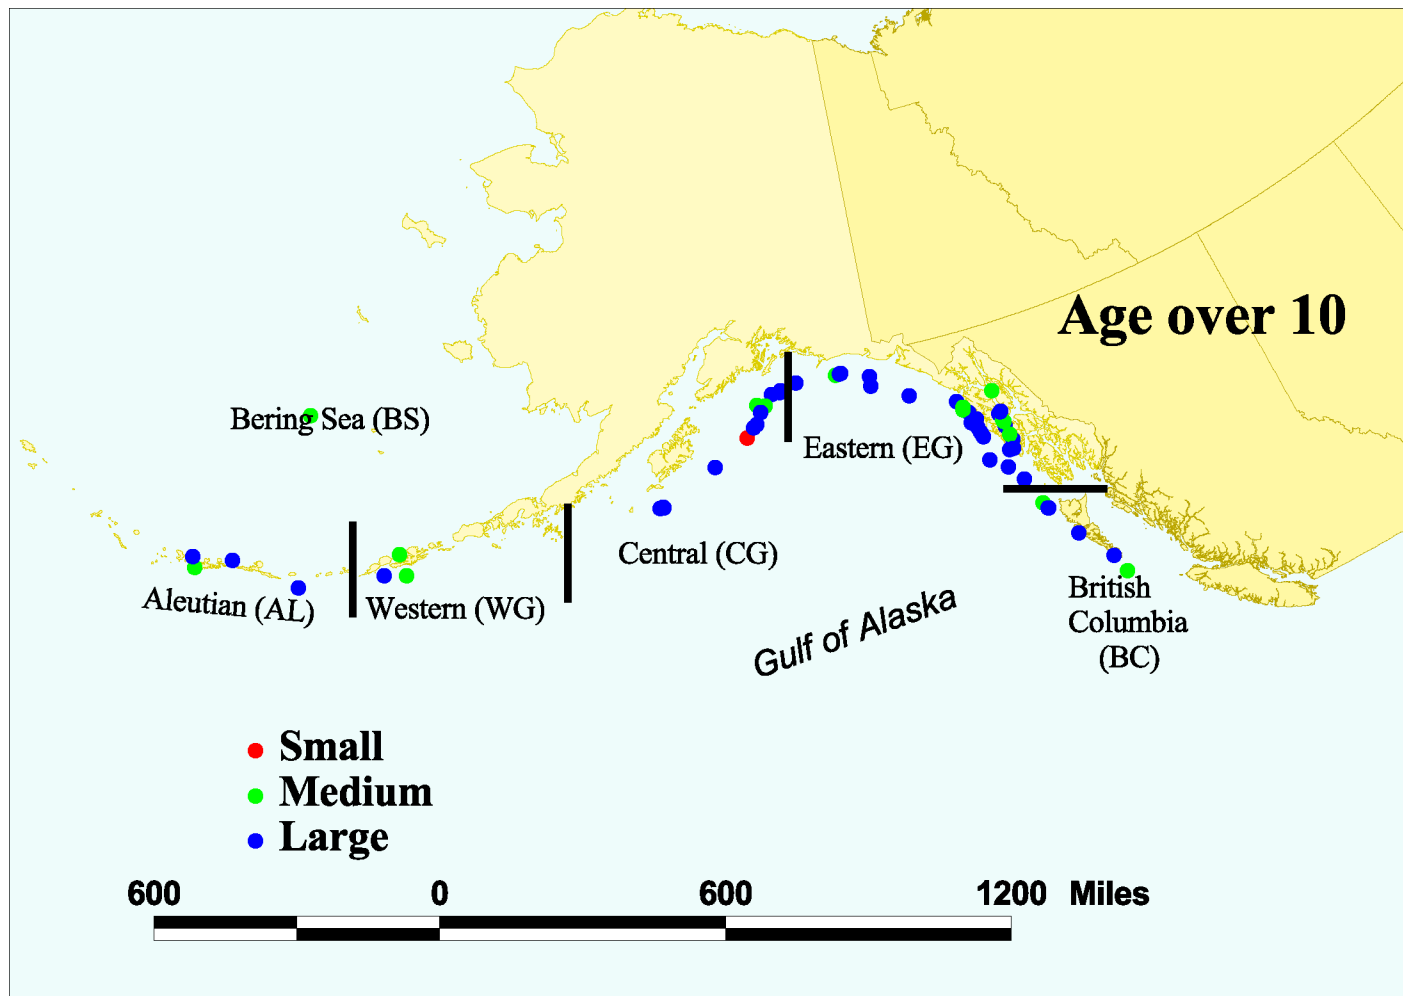 Age over 10
Bering Sea (BS)
Eastern (EG)
Central (CG)
Aleutian (AL)
Western (WG)
British
Columbia
(BC)
Gulf of Alaska
Small
Medium
Large
600 0 600 1200 Miles